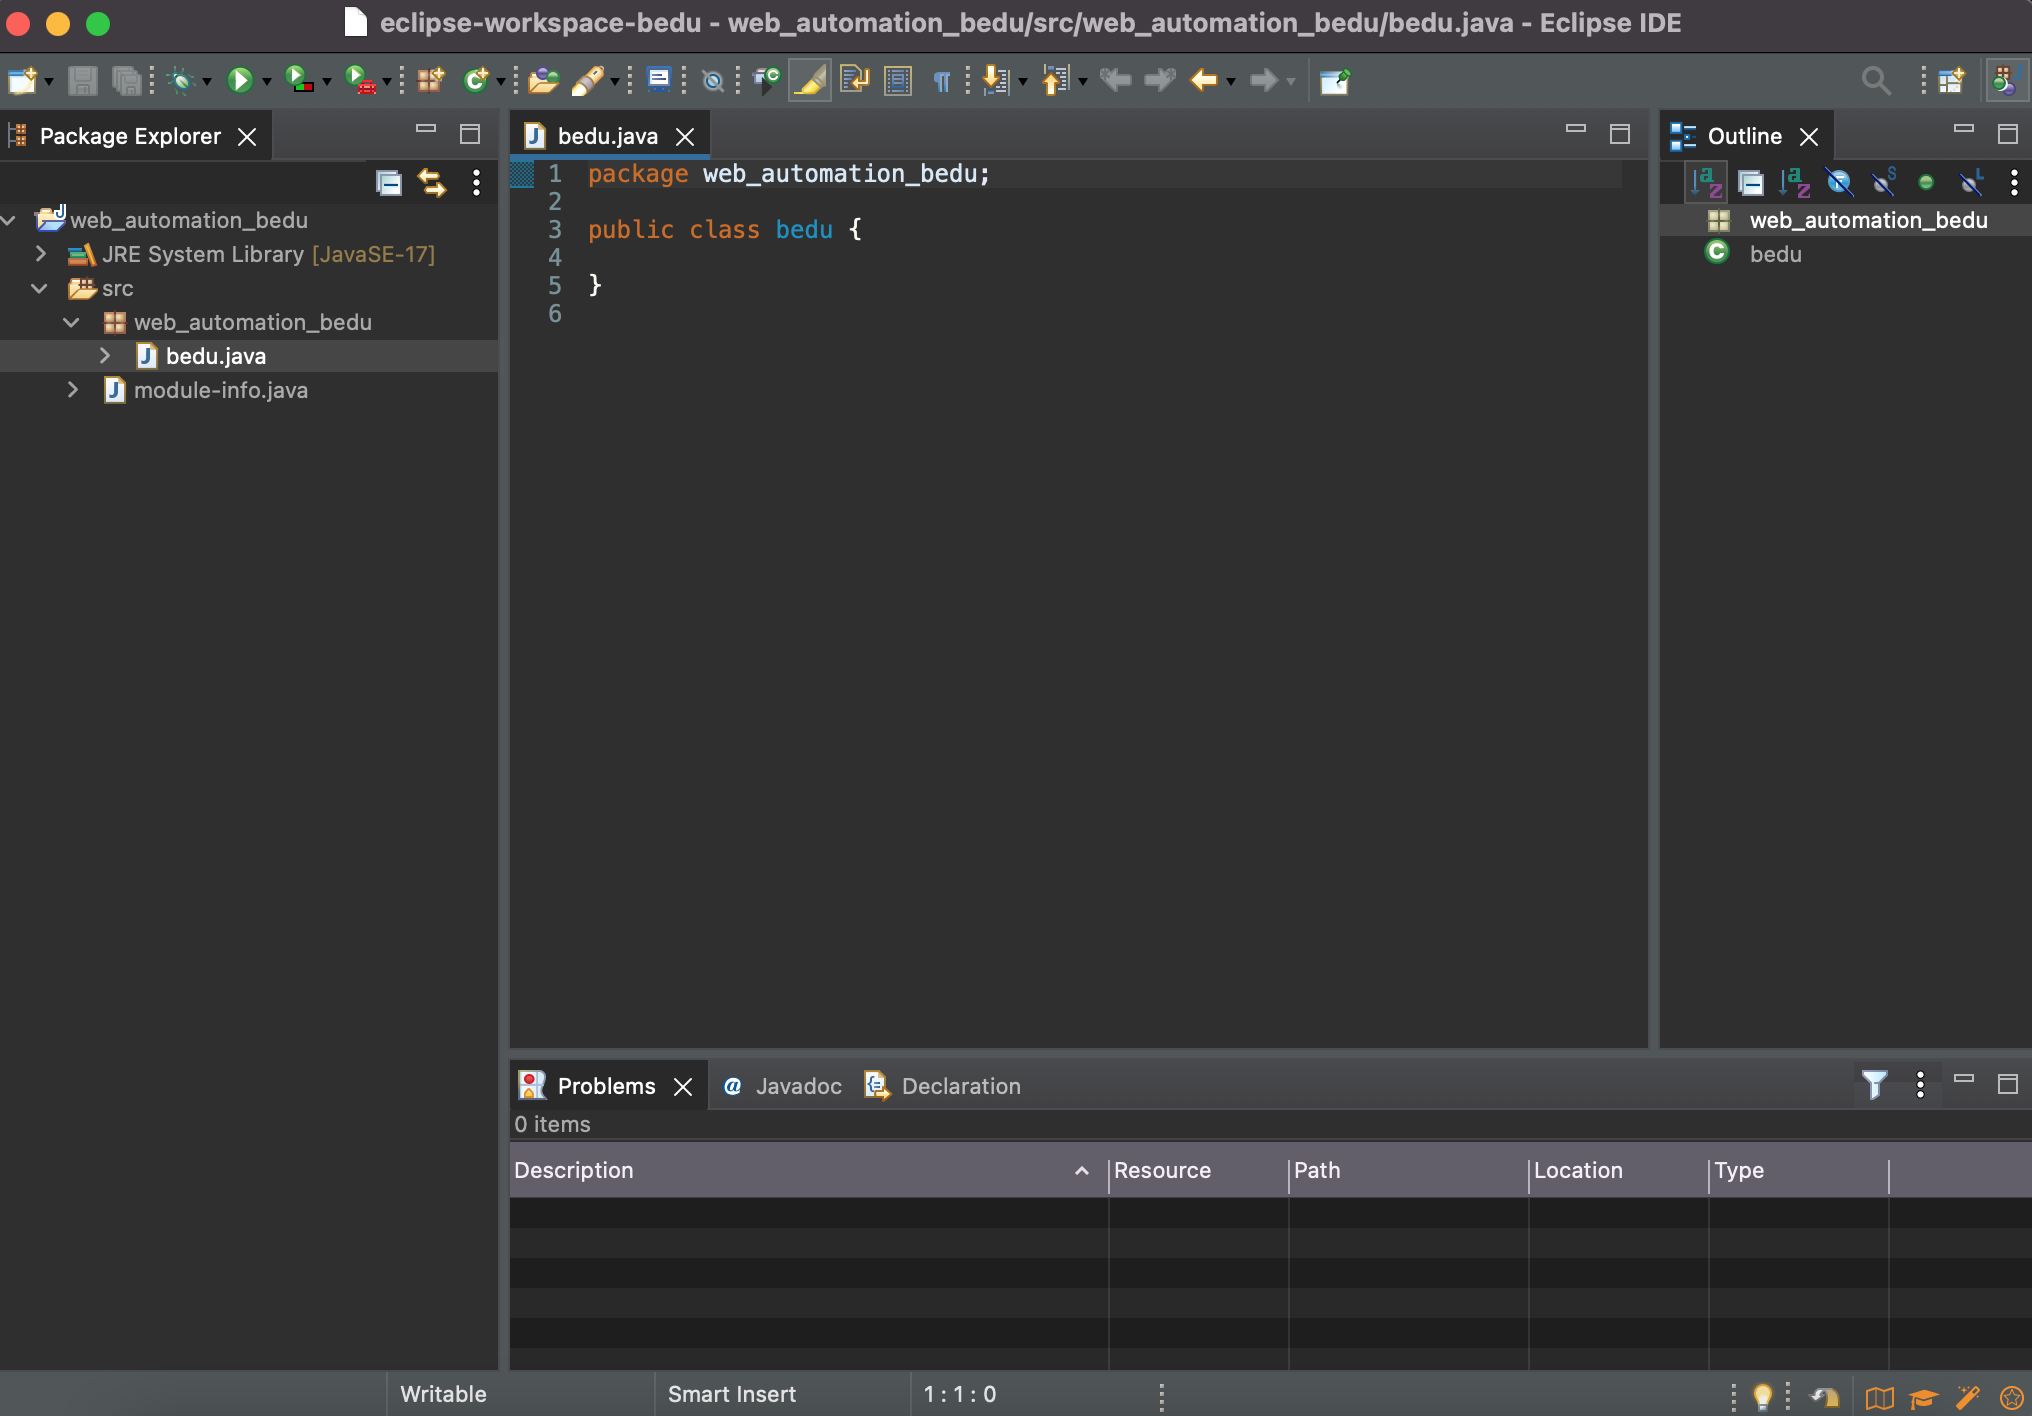 eclipse-workspace-bedu - web_automation_bedu/src/web_automation_bedu/bedu.java - Eclipse IDE
Package Explorer
web_automation_bedu
JRE System Library [JavaSE-17]
src
web_automation_bedu
bedu.java
module-info.java
bedu.java
1 package web_automation_bedu;
2
3 public class bedu {
4
5 }
6
Outline
web_automation_bedu
bedu
Problems Javadoc Declaration
0 items
Description Resource Path Location Type
Writable Smart Insert 1 : 1 : 0